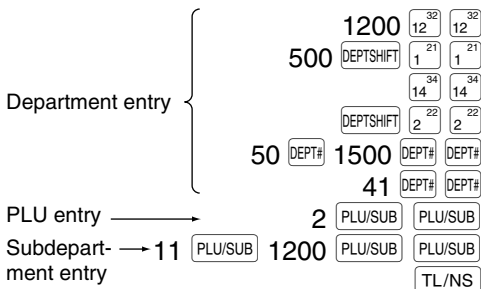 1200 12 32 12 32
500 DEPTSHIFT 1 21 1 21
14 34 14 34
Department entry
DEPTSHIFT 2 22 2 22
50 DEPT# 1500 DEPT# DEPT#
41 DEPT# DEPT#
PLU entry 2 PLU/SUB PLU/SUB
Subdepart- 11 PLU/SUB 1200 PLU/SUB PLU/SUB
ment entry
TL/NS